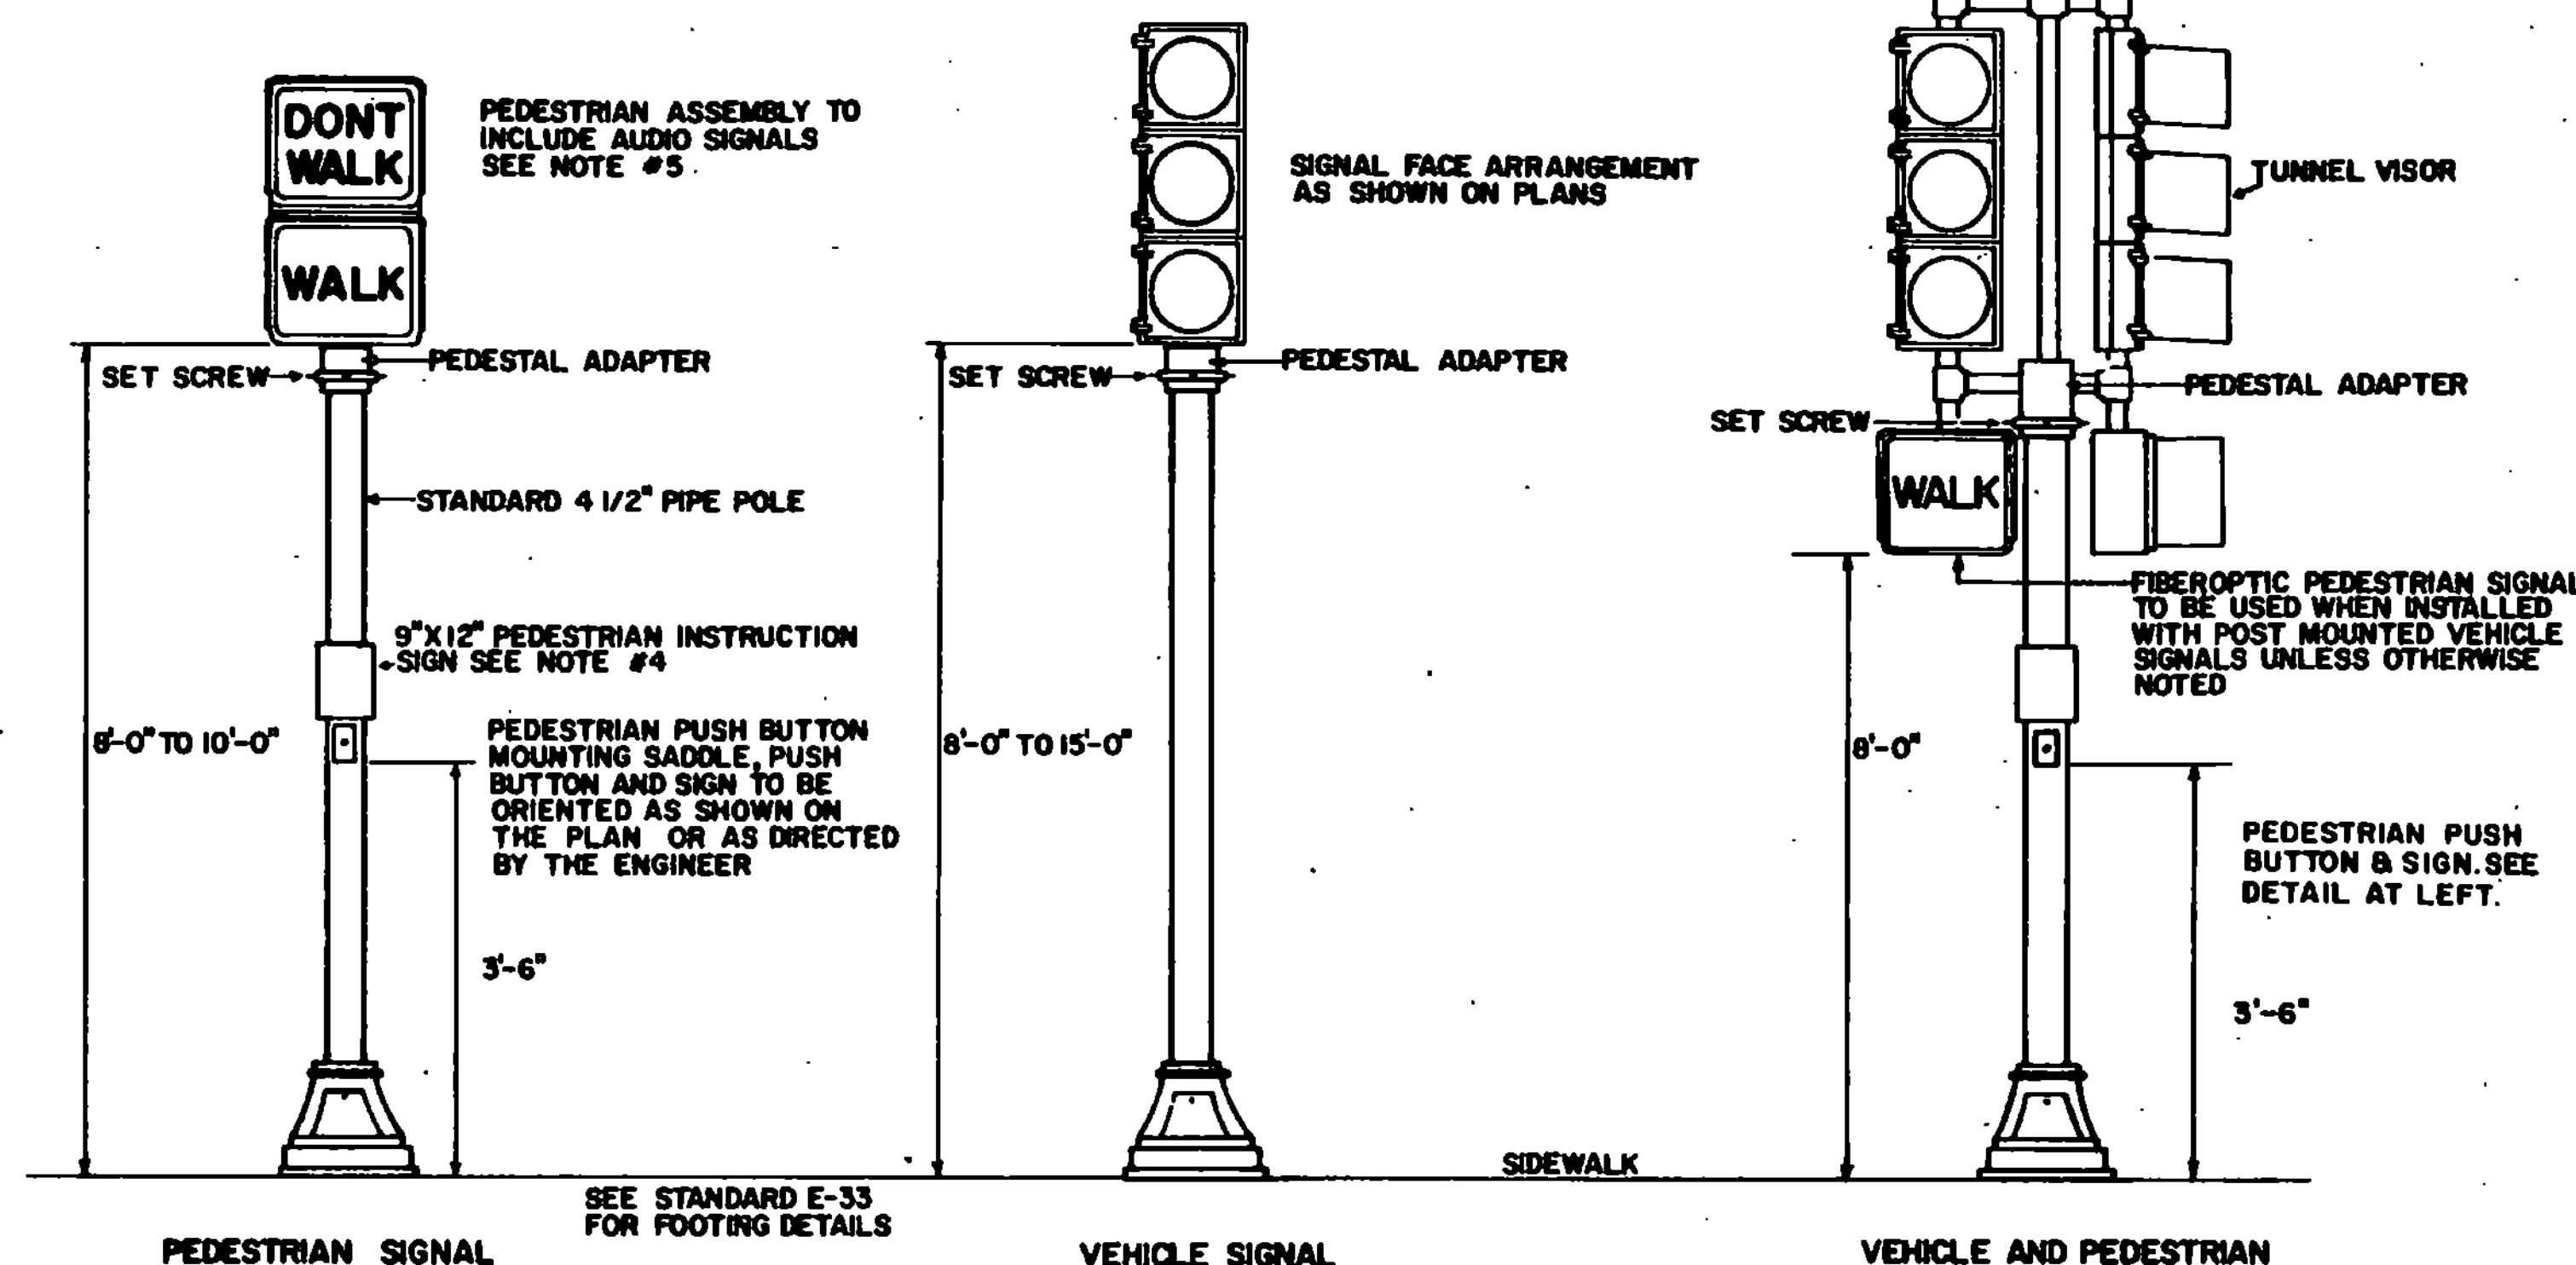 DONT
WALK
WALK
PEDESTRIAN ASSEMBLY TO
INCLUDE AUDIO SIGNALS
SEE NOTE #5
SET SCREW
PEDESTAL ADAPTER
STANDARD 4 1/2" PIPE POLE
9"X12" PEDESTRIAN INSTRUCTION
SIGN SEE NOTE #4
8'-0" TO 10'-0"
PEDESTRIAN PUSH BUTTON
MOUNTING SADDLE, PUSH
BUTTON AND SIGN TO BE
ORIENTED AS SHOWN ON
THE PLAN OR AS DIRECTED
BY THE ENGINEER
3'-6"
SEE STANDARD E-33
FOR FOOTING DETAILS
PEDESTRIAN SIGNAL
SIGNAL FACE ARRANGEMENT
AS SHOWN ON PLANS
SET SCREW
PEDESTAL ADAPTER
8'-0" TO 15'-0"
SIDEWALK
VEHICLE SIGNAL
TUNNEL VISOR
PEDESTAL ADAPTER
SET SCREW
WALK
FIBEROPTIC PEDESTRIAN SIGNAL
TO BE USED WHEN INSTALLED
WITH POST MOUNTED VEHICLE
SIGNALS UNLESS OTHERWISE
NOTED
8'-0"
PEDESTRIAN PUSH
BUTTON & SIGN. SEE
DETAIL AT LEFT.
3'-6"
VEHICLE AND PEDESTRIAN